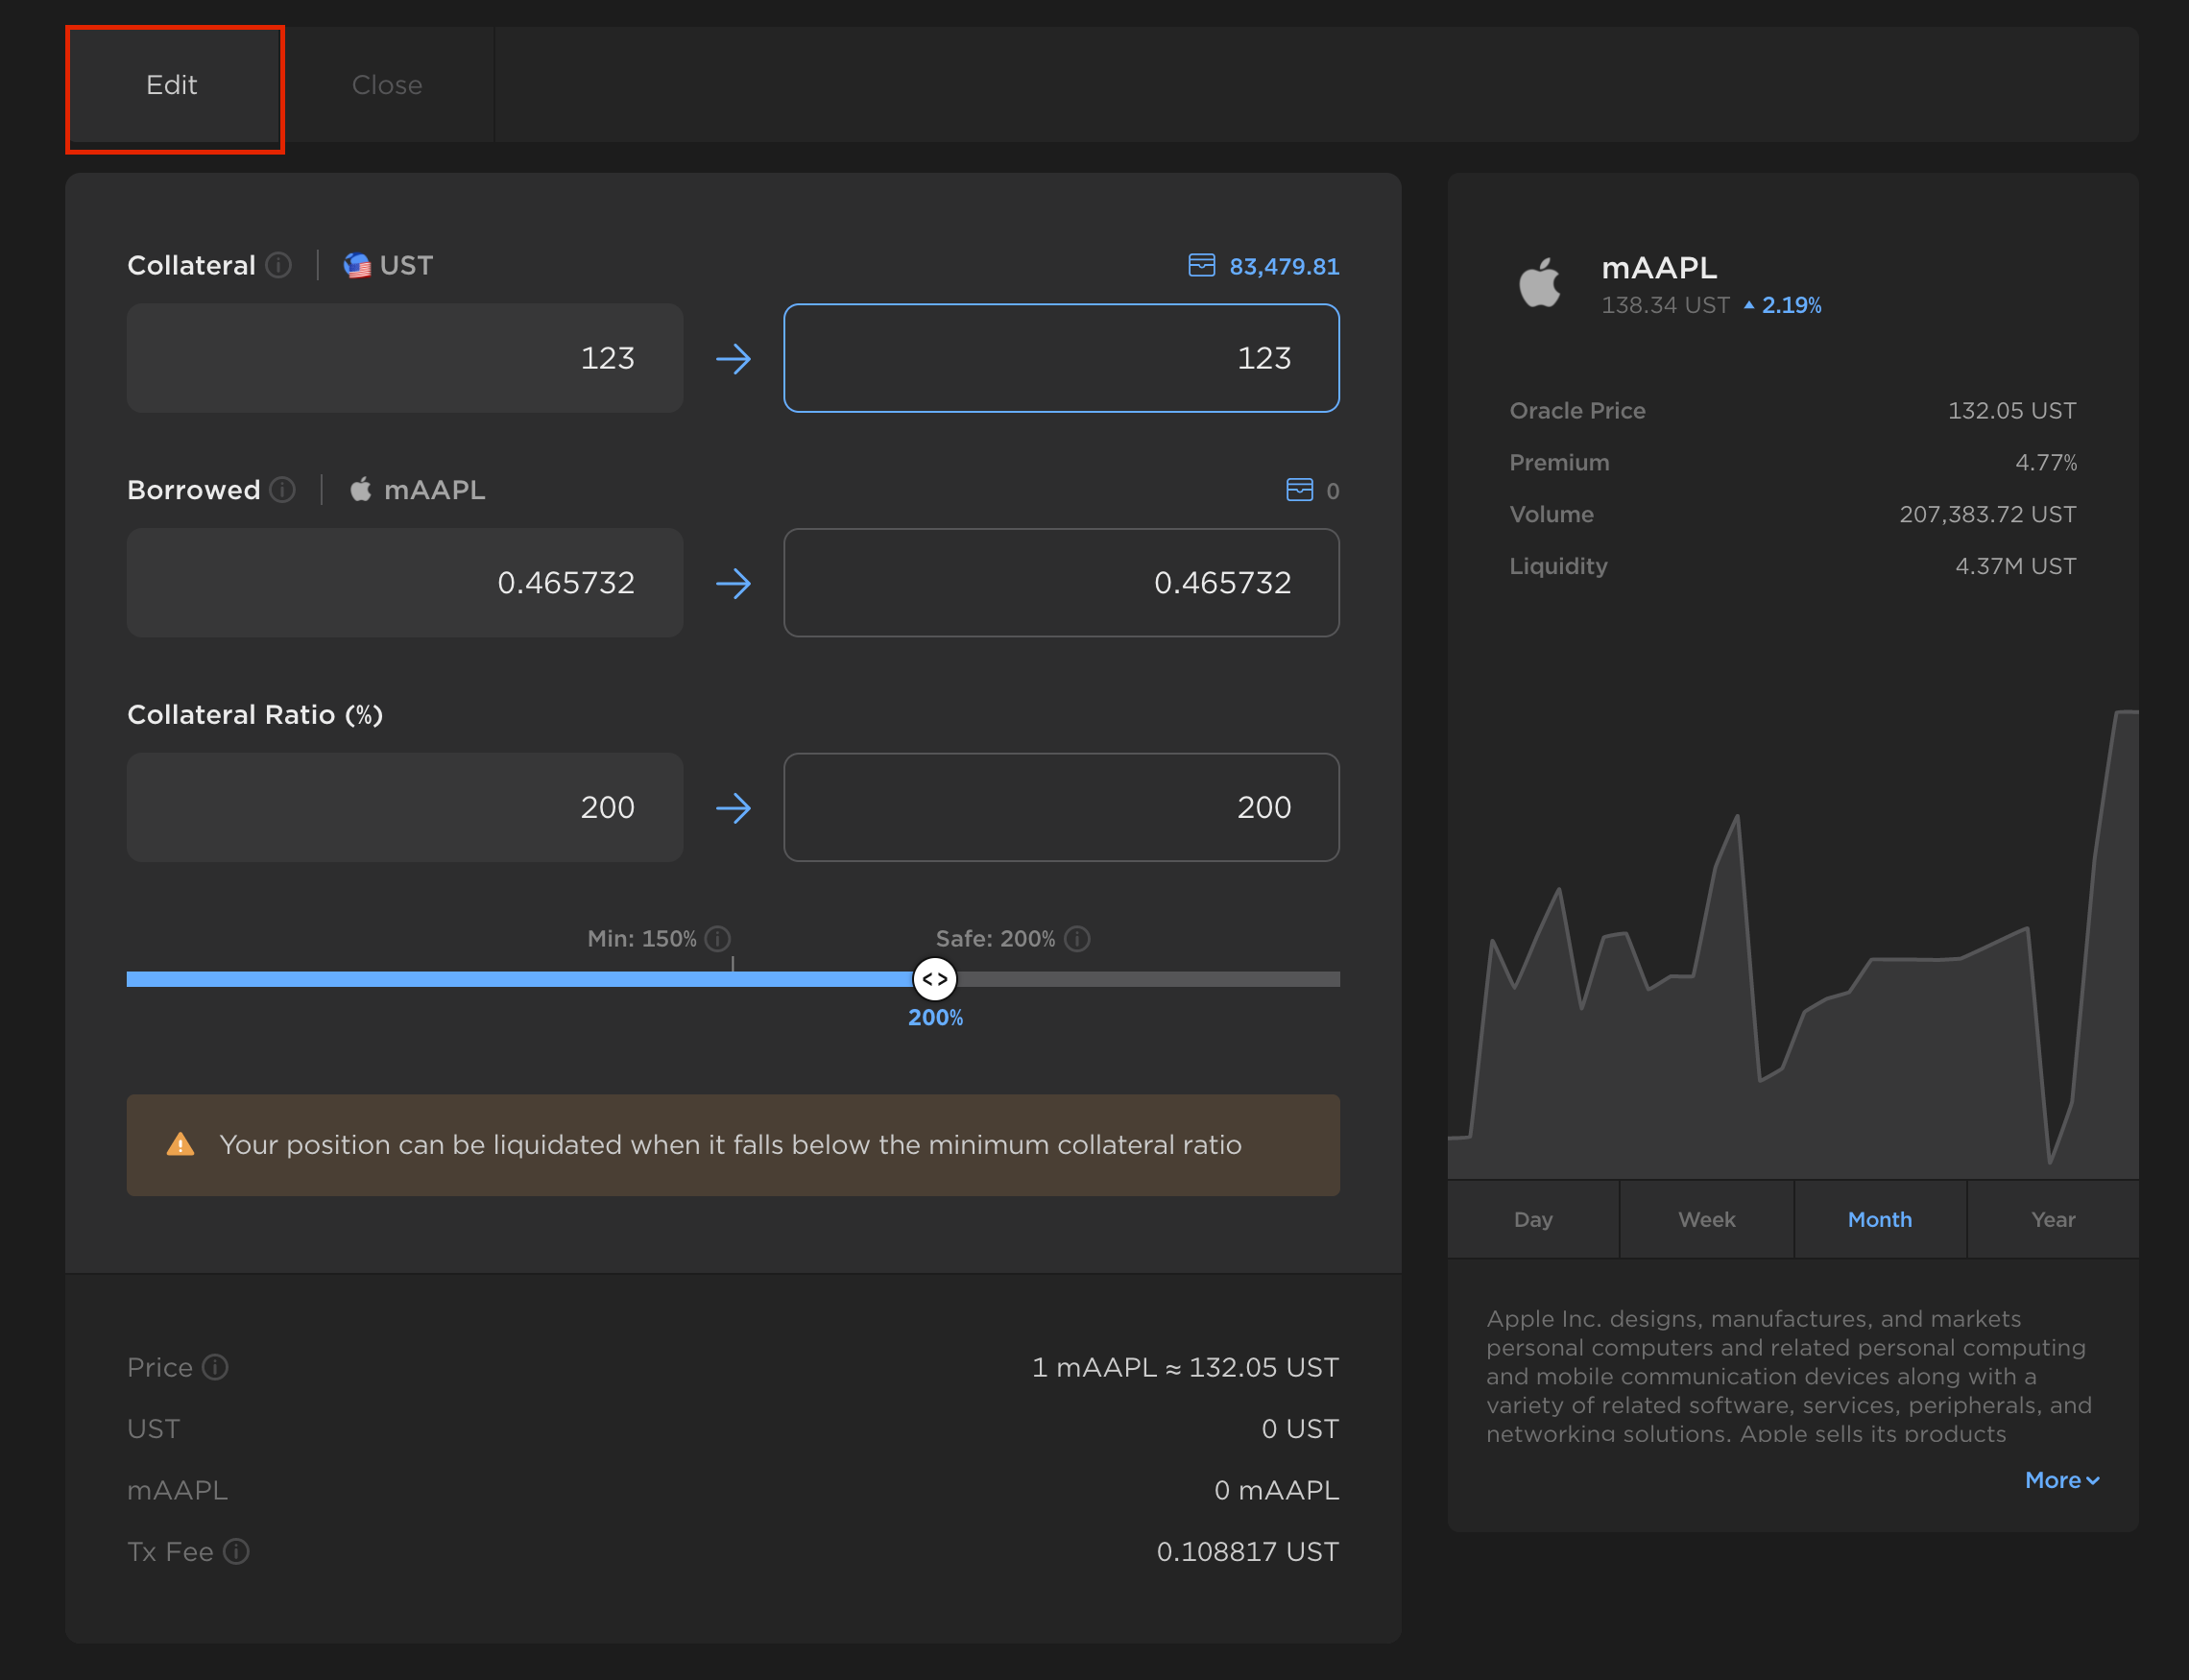 Edit
Close
Collateral UST 83,479.81
123 123
Borrowed mAAPL 0
0.465732 0.465732
Collateral Ratio (%)
200 200
Min: 150% Safe: 200%
200%
Your position can be liquidated when it falls below the minimum collateral ratio
Price 1 mAAPL ≈ 132.05 UST
UST 0 UST
mAAPL 0 mAAPL
Tx Fee 0.108817 UST
mAAPL
138.34 UST 2.19%
Oracle Price 132.05 UST
Premium 4.77%
Volume 207,383.72 UST
Liquidity 4.37M UST
Day Week Month Year
Apple Inc. designs, manufactures, and markets
personal computers and related personal computing
and mobile communication devices along with a
variety of related software, services, peripherals, and
networking solutions. Apple sells its products
More